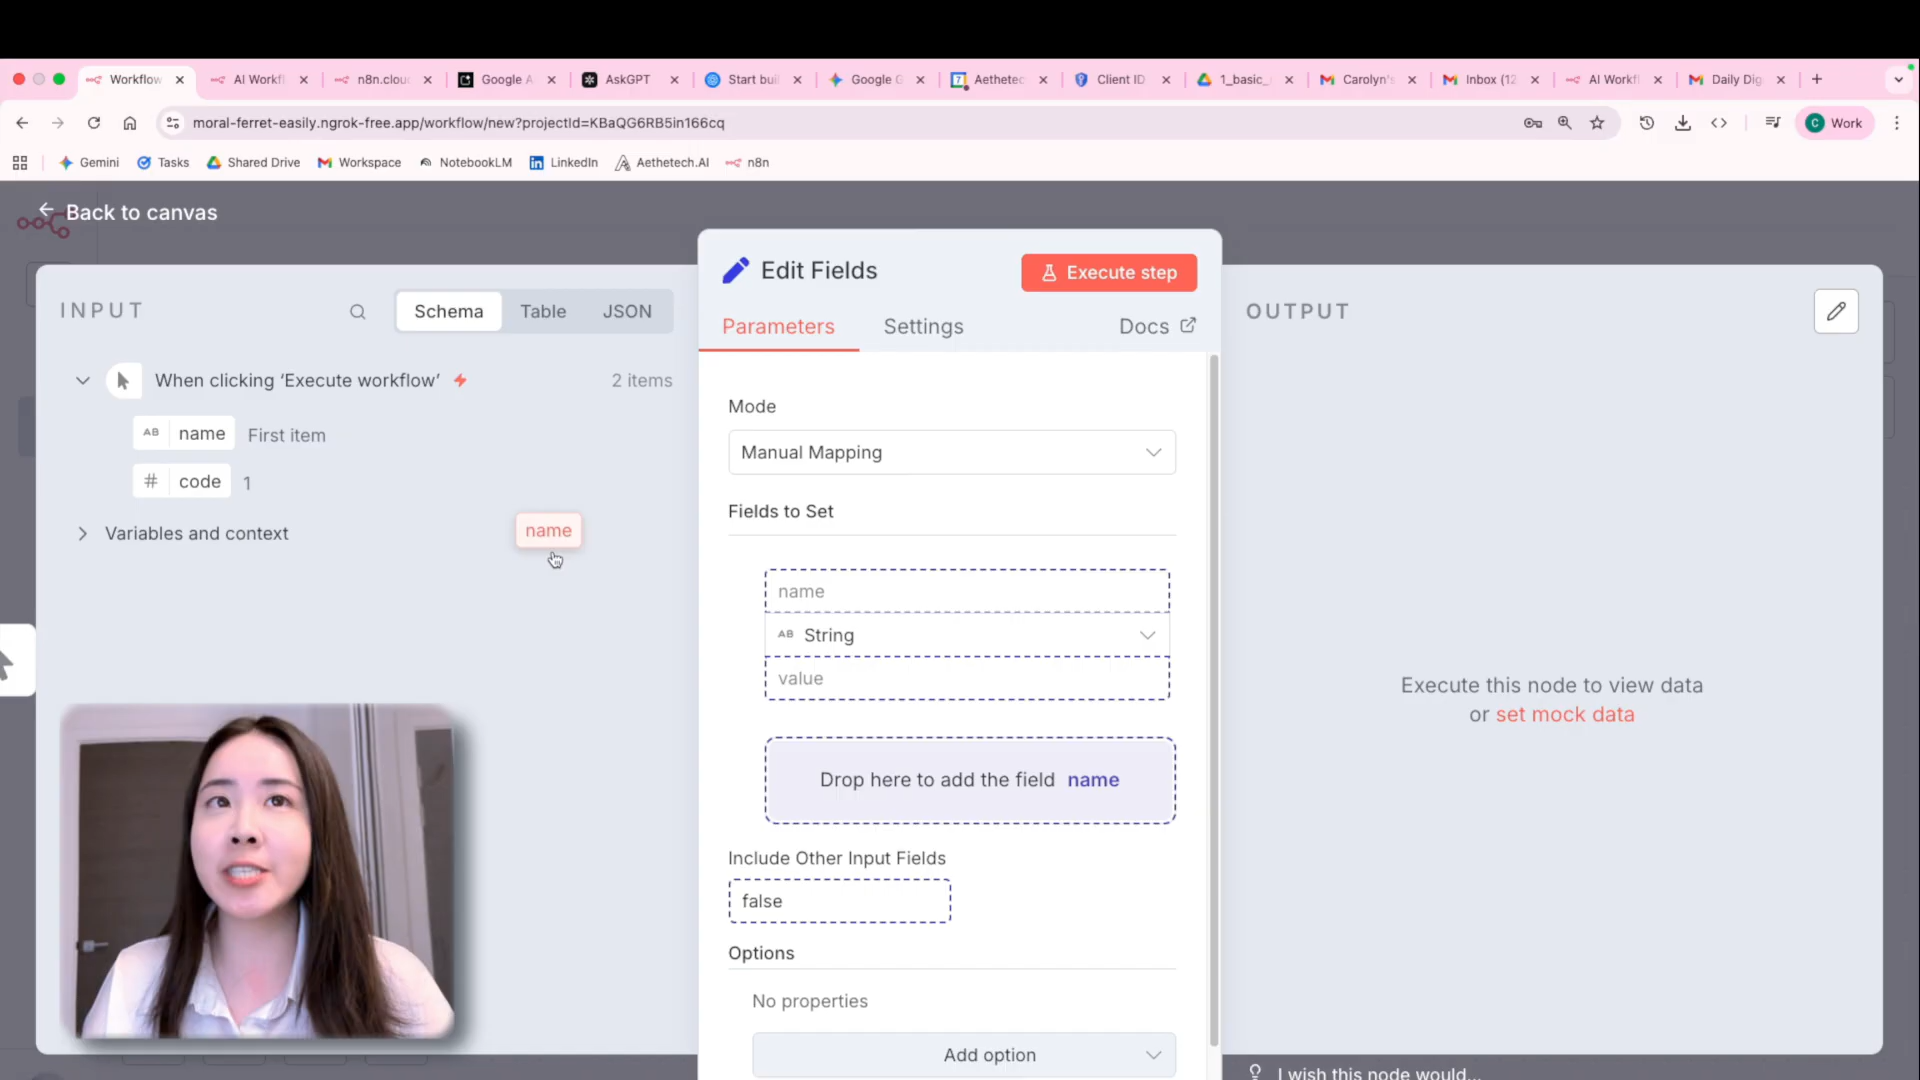 Workflow
AI Workfl
n8n.clou
Google A
AskGPT
Start bui
Google G
Aethetec
Client ID
1_basic_
Carolyn's
Inbox (12
AI Workfl
Daily Dig
moral-ferret-easily.ngrok-free.app/workflow/new?projectId=KBaQG6RB5in166cq
C Work
Gemini
Tasks
Shared Drive
Workspace
NotebookLM
LinkedIn
Aethetech.AI
n8n
Back to canvas
INPUT
Schema
Table
JSON
When clicking ‘Execute workflow’
2 items
AB name First item
# code 1
Variables and context
name
Edit Fields
Execute step
Parameters
Settings
Docs
Mode
Manual Mapping
Fields to Set
name
AB String
value
Drop here to add the field name
Include Other Input Fields
false
Options
No properties
Add option
OUTPUT
Execute this node to view data
or set mock data
I wish this node would...